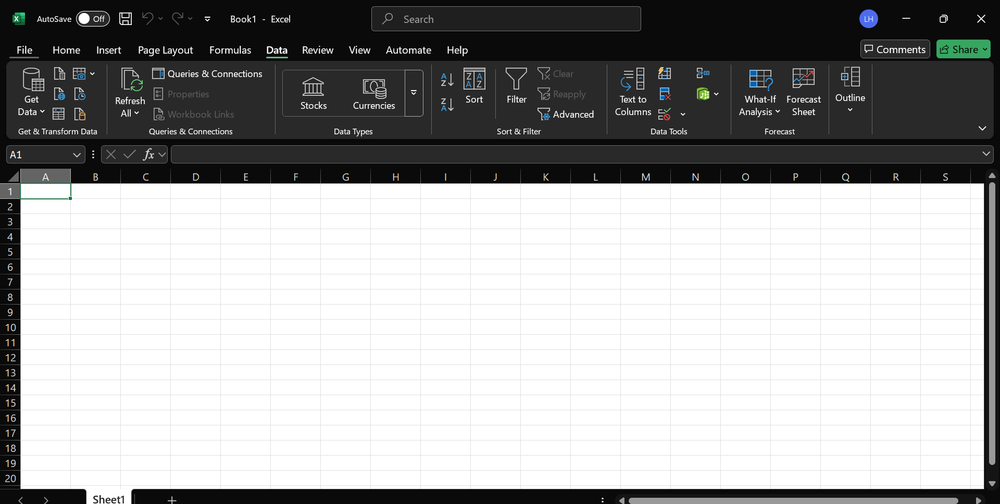 AutoSave Off Book1 - Excel Search LH
File Home Insert Page Layout Formulas Data Review View Automate Help Comments Share
Get Data
Refresh All
Queries & Connections
Properties
Workbook Links
Stocks Currencies
Sort
Filter
Clear
Reapply
Advanced
Text to Columns
What-If Analysis
Forecast Sheet
Outline
Get & Transform Data Queries & Connections Data Types Sort & Filter Data Tools Forecast
A1 fx
A B C D E F G H I J K L M N O P Q R S
1
2
3
4
5
6
7
8
9
10
11
12
13
14
15
16
17
18
19
20
Sheet1